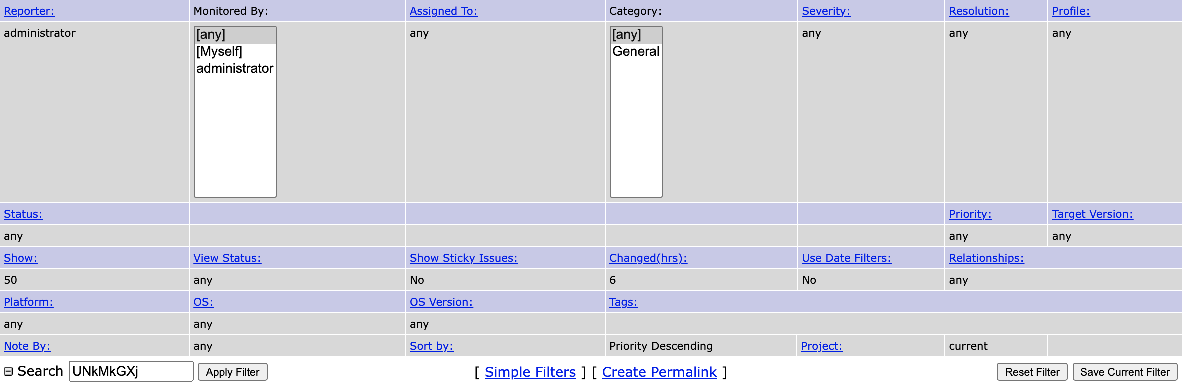 Reporter: Monitored By: Assigned To: Category: Severity: Resolution: Profile:
administrator [any] any [any] any any any
[Myself] General
administrator
Status: Priority: Target Version:
any any any
Show: View Status: Show Sticky Issues: Changed(hrs): Use Date Filters: Relationships:
50 any No 6 No any
Platform: OS: OS Version: Tags:
any any any
Note By: any Sort by: Priority Descending Project: current
Search UNkMkGXj Apply Filter [ Simple Filters ] [ Create Permalink ] Reset Filter Save Current Filter